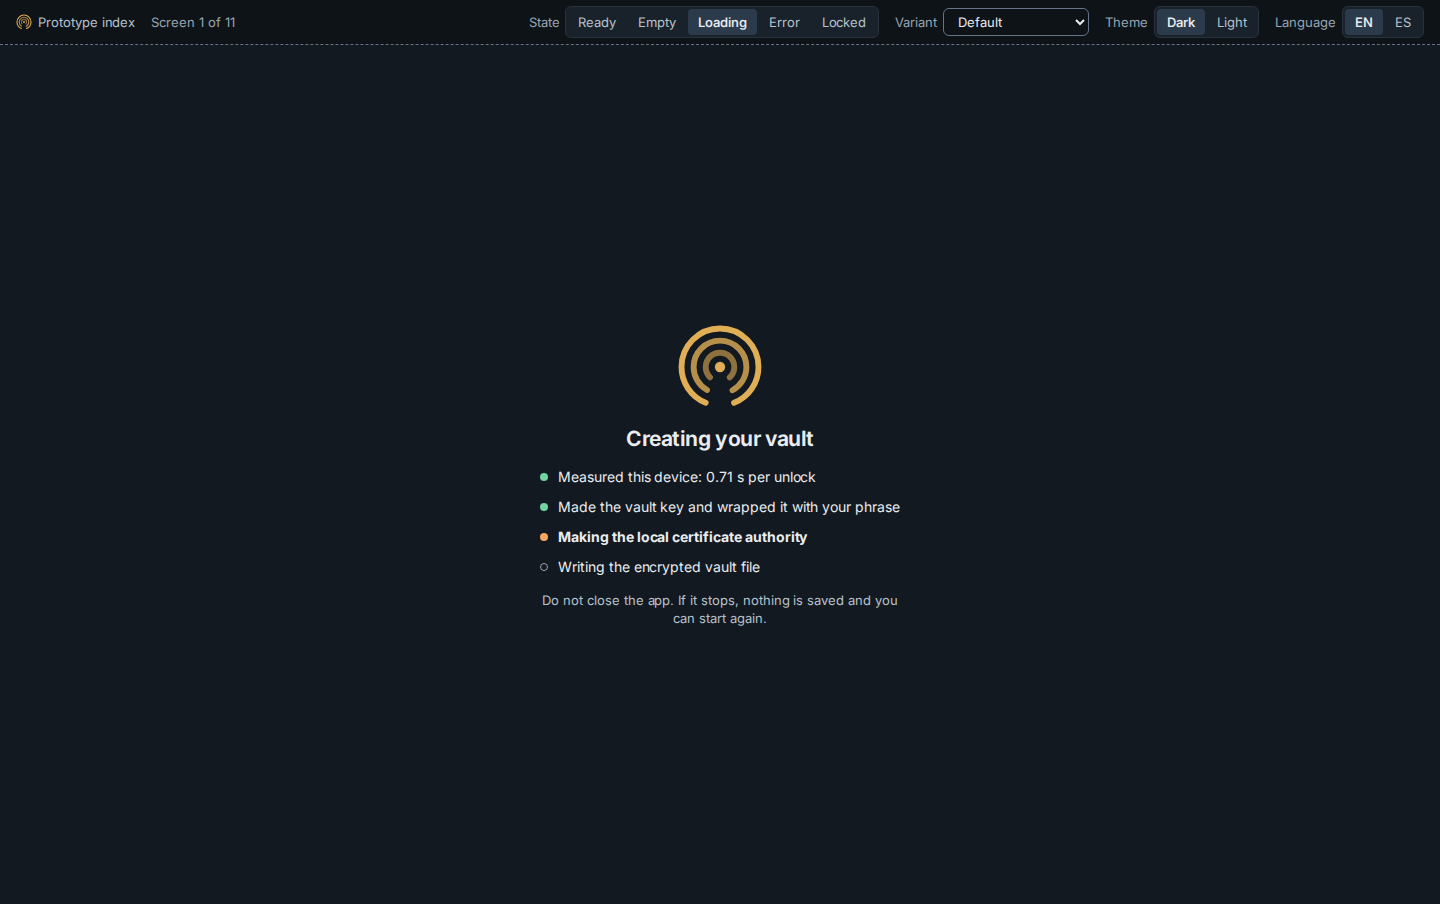 Prototype index
Screen 1 of 11
State
Ready
Empty
Loading
Error
Locked
Variant
Default
Theme
Dark
Light
Language
EN
ES
Creating your vault
Measured this device: 0.71 s per unlock
Made the vault key and wrapped it with your phrase
Making the local certificate authority
Writing the encrypted vault file
Do not close the app. If it stops, nothing is saved and you
can start again.